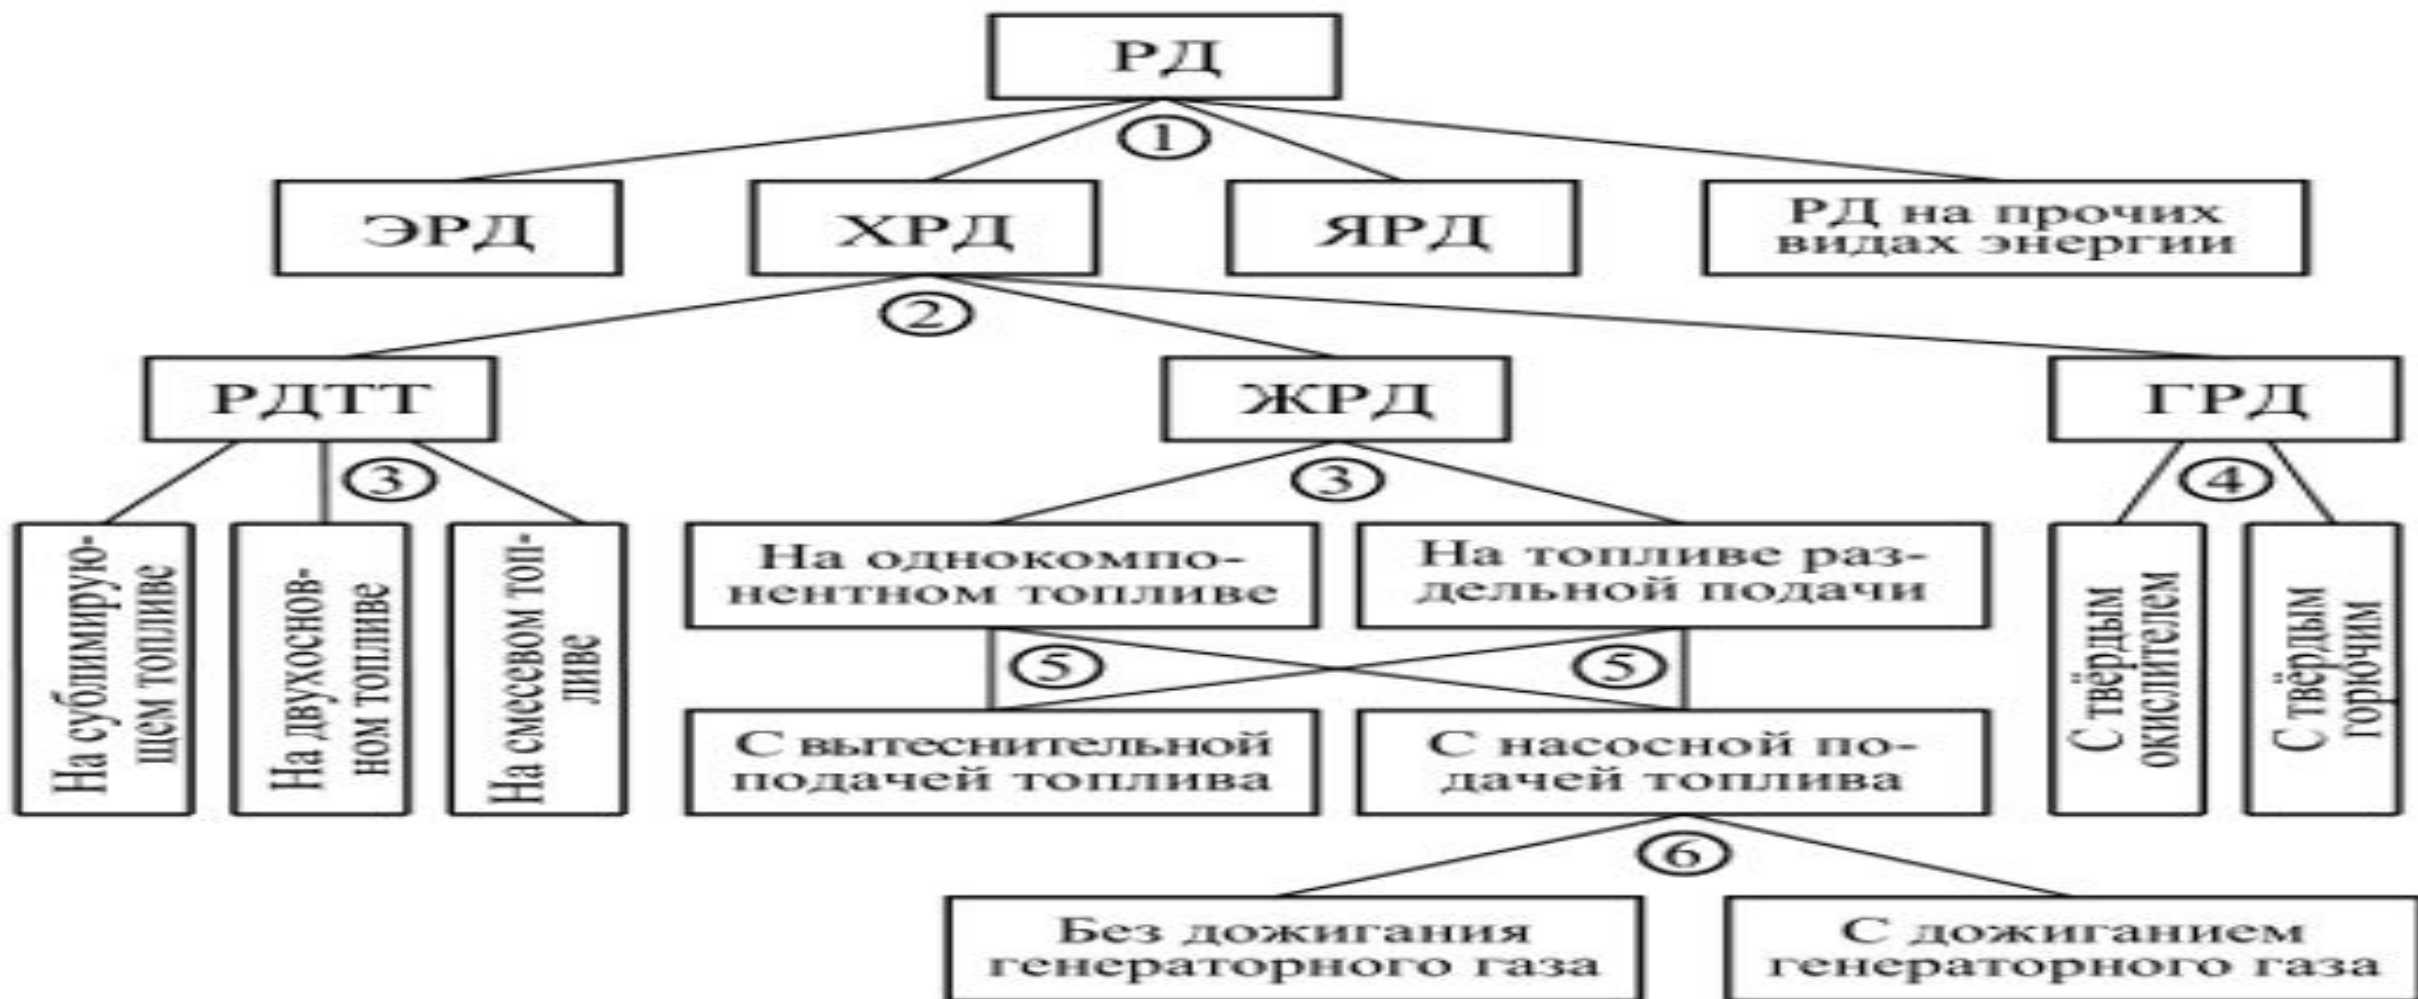 РД
1
ЭРД
ХРД
ЯРД
РД на прочих
видах энергии
2
РДТТ
ЖРД
ГРД
3
3
4
На сублимирую-
щем топливе
На двухоснов-
ном топливе
На смесевом топ-
ливе
На однокомпо-
нентном топливе
На топливе раз-
дельной подачи
С твёрдым
окислителем
С твёрдым
горючим
5
5
С вытеснительной
подачей топлива
С насосной по-
дачей топлива
6
Без дожигания
генераторного газа
С дожиганием
генераторного газа